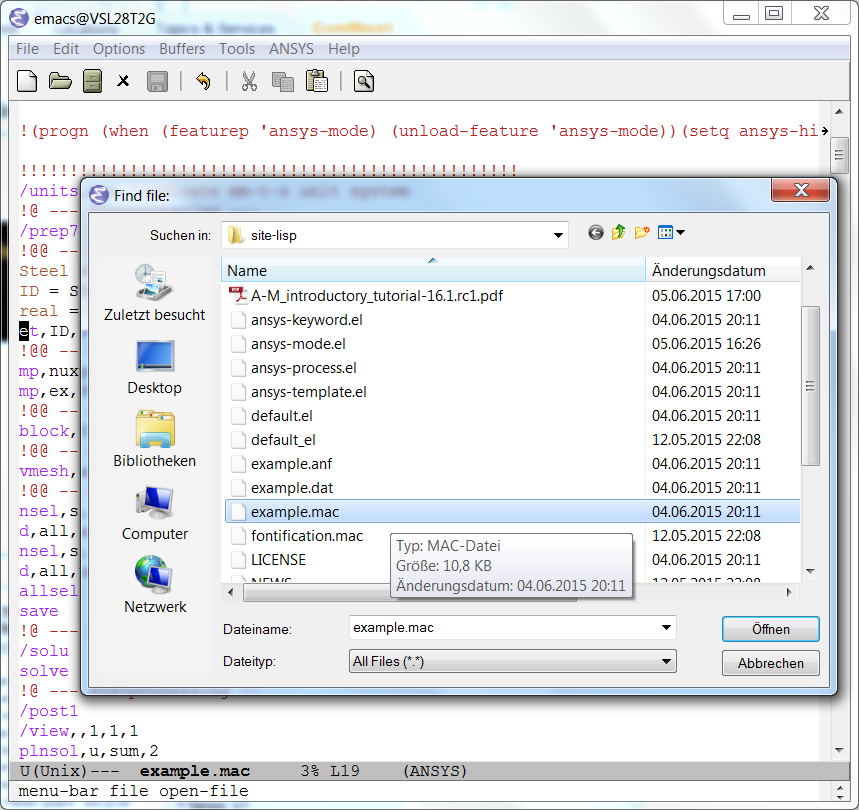 emacs@VSL28T2G
File Edit Options Buffers Tools ANSYS Help
!(progn (when (featurep 'ansys-mode) (unload-feature 'ansys-mode))(setq ansys-hi
!!!!!!!!!!!!!!!!!!!!!!!!!!!!!!!!!!!!!!!!!!!!!!!!!!
/units
!@ ---
/prep7
!@@ --
Steel
ID = S
real =
et,ID,
!@@ --
mp,nux
mp,ex,
!@@ --
block,
!@@ --
vmesh,
!@@ --
nsel,s
d,all,
nsel,s
d,all,
allsel
save
!@ ---
/solu
solve
!@ ---
/post1
/view,,1,1,1
plnsol,u,sum,2
Find file:
Suchen in: site-lisp
Zuletzt besucht
Desktop
Bibliotheken
Computer
Netzwerk
Name Änderungsdatum
A-M_introductory_tutorial-16.1.rc1.pdf 05.06.2015 17:00
ansys-keyword.el 04.06.2015 20:11
ansys-mode.el 05.06.2015 16:26
ansys-process.el 04.06.2015 20:11
ansys-template.el 04.06.2015 20:11
default.el 04.06.2015 20:11
default_el 12.05.2015 22:08
example.anf 04.06.2015 20:11
example.dat 04.06.2015 20:11
example.mac 04.06.2015 20:11
fontification.mac 12.05.2015 22:08
LICENSE 04.06.2015 20:11
NEWS 12.05.2015 22:08
Typ: MAC-Datei
Größe: 10,8 KB
Änderungsdatum: 04.06.2015 20:11
Dateiname: example.mac Öffnen
Dateityp: All Files (*.*) Abbrechen
U(Unix)--- example.mac 3% L19 (ANSYS)
menu-bar file open-file